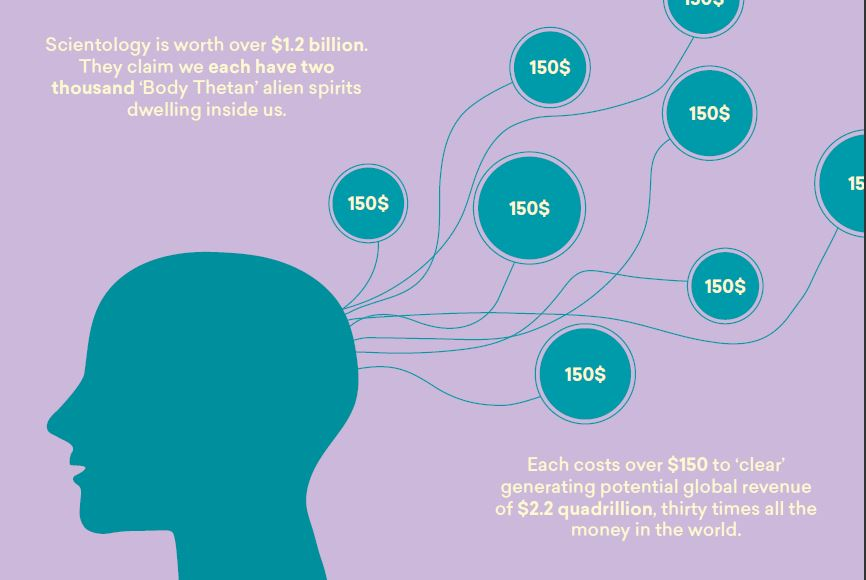 150$
Scientology is worth over $1.2 billion.
They claim we each have two
thousand ‘Body Thetan’ alien spirits
dwelling inside us.
150$
150$
150$
150$
150$
150$
Each costs over $150 to ‘clear’
generating potential global revenue
of $2.2 quadrillion, thirty times all the
money in the world.